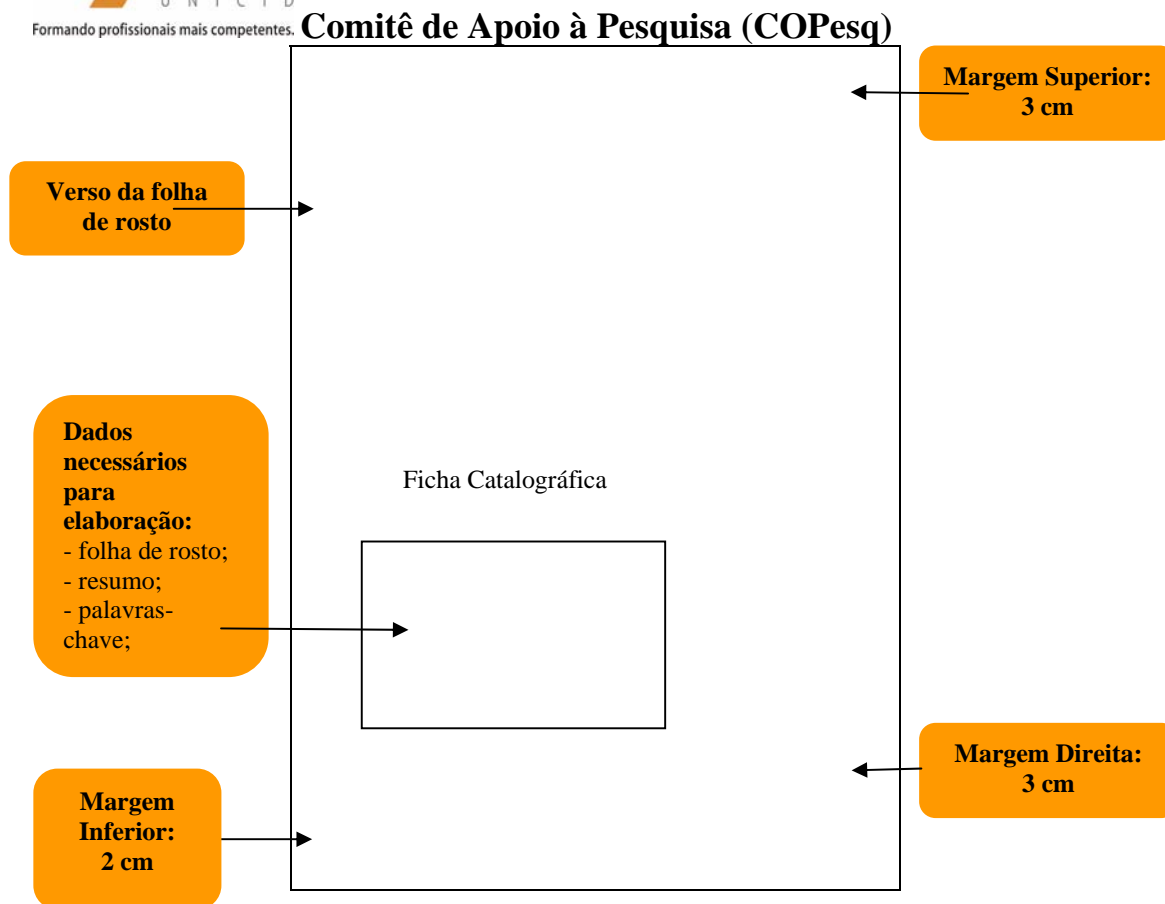 U N I C I D
Formando profissionais mais competentes.
Comitê de Apoio à Pesquisa (COPesq)
Margem Superior:
3 cm
Verso da folha
de rosto
Dados
necessários
para
elaboração:
- folha de rosto;
- resumo;
- palavras-
chave;
Ficha Catalográfica
Margem Direita:
3 cm
Margem
Inferior:
2 cm